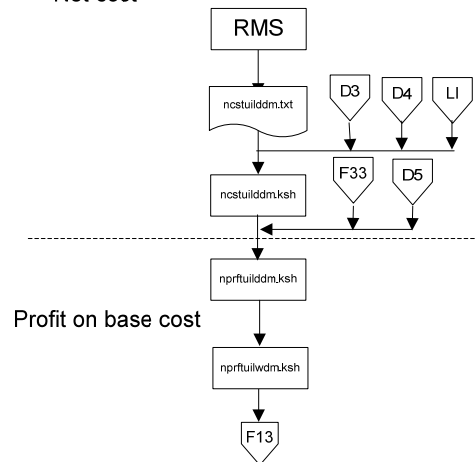 Net cost
RMS
ncstuilddm.txt
D3
D4
LI
F33
D5
ncstuilddm.ksh
nprftuilddm.ksh
Profit on base cost
nprftuilwdm.ksh
F13